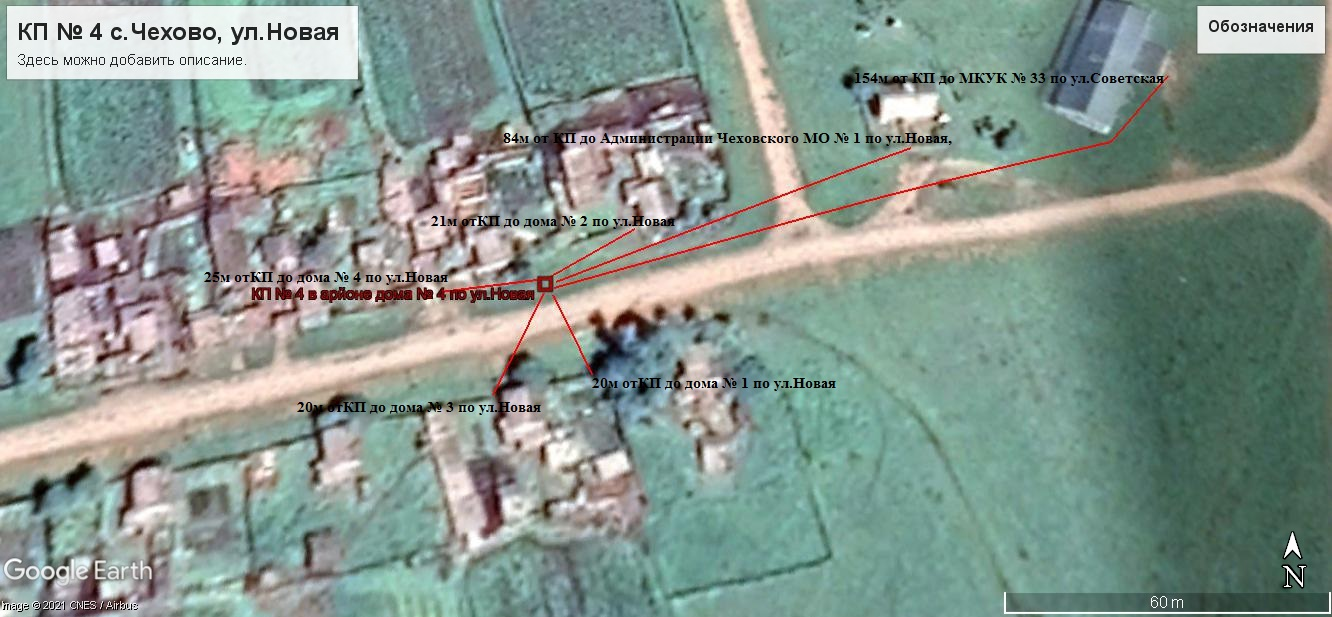 КП № 4 с.Чехово, ул.Новая
Здесь можно добавить описание.
Обозначения
154м от КП до МКУК № 33 по ул.Советская
84м от КП до Администрации Чеховского МО № 1 по ул.Новая,
21м отКП до дома № 2 по ул.Новая
25м отКП до дома № 4 по ул.Новая
КП № 4 в арйоне дома № 4 по ул.Новая
20м отКП до дома № 1 по ул.Новая
20м отКП до дома № 3 по ул.Новая
Google Earth
N
Image © 2021 CNES / Airbus
60 m